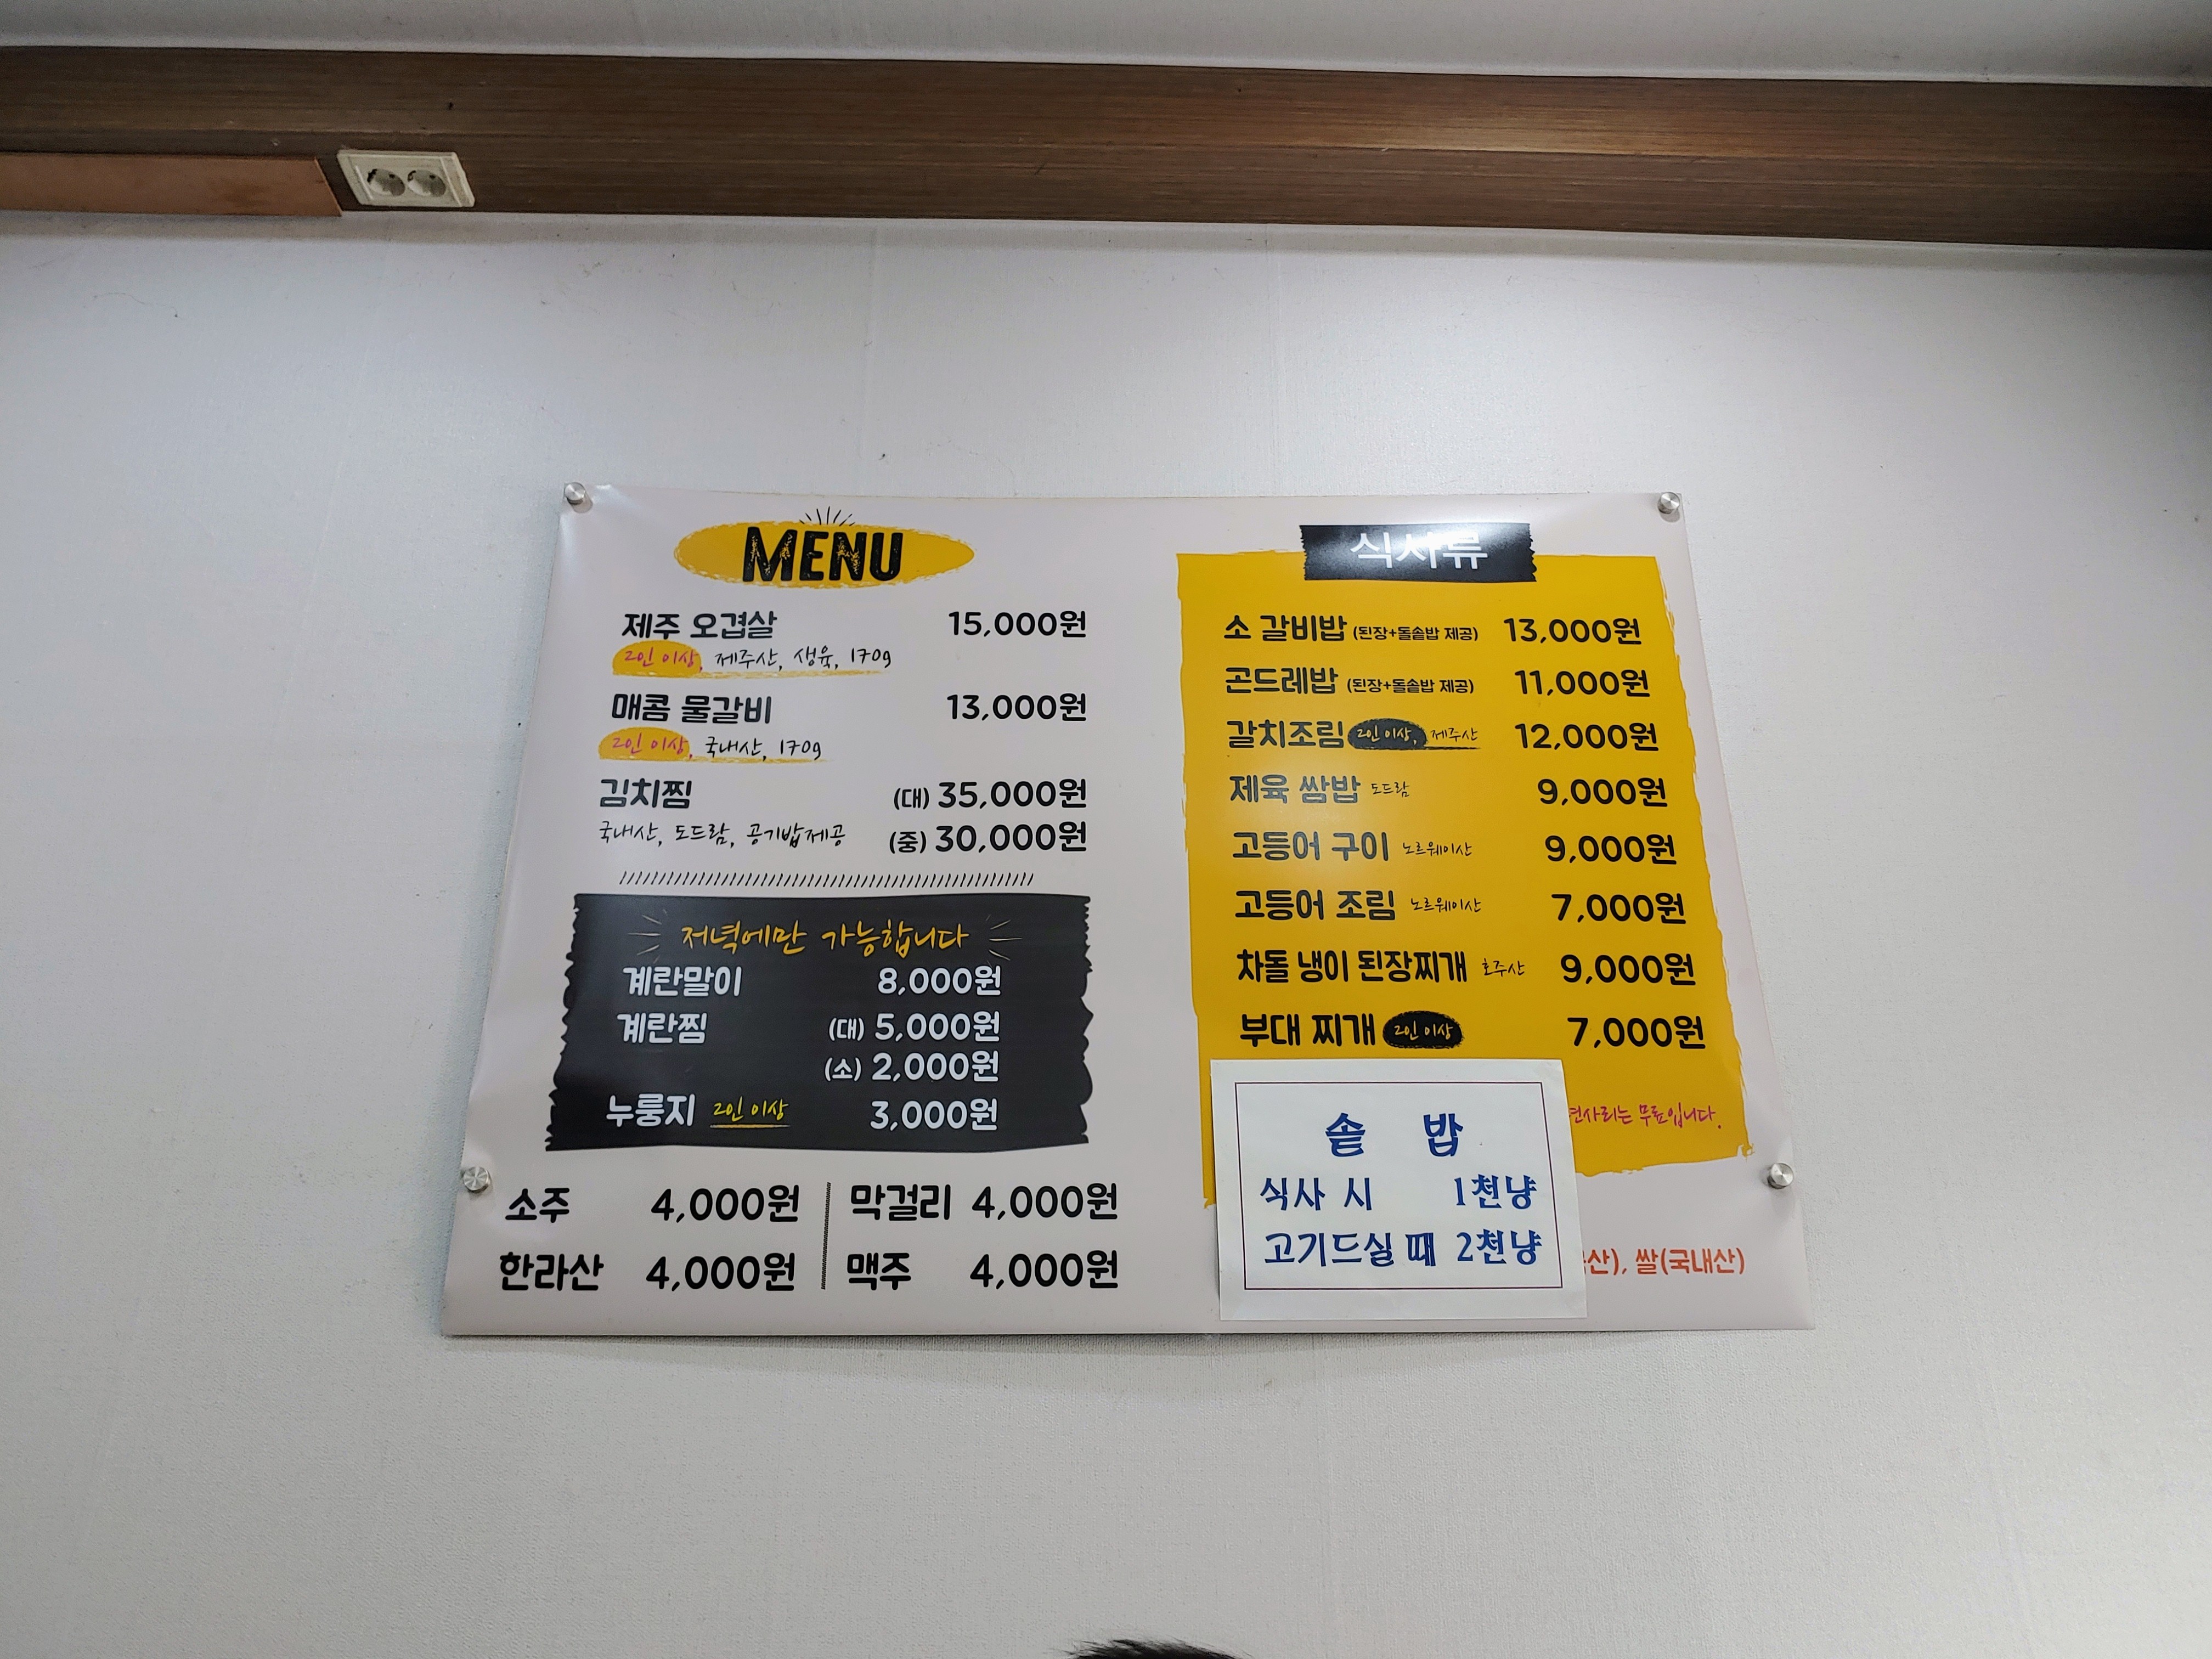 MENU
제주 오겹살 15,000원
2인 이상, 제주산, 생육, 170g
매콤 물갈비 13,000원
2인 이상, 국내산, 170g
김치찜 (대) 35,000원
국내산, 도드람, 공기밥제공 (중) 30,000원
저녁에만 가능합니다
계란말이 8,000원
계란찜 (대) 5,000원
(소) 2,000원
누룽지 2인 이상 3,000원
소주 4,000원
막걸리 4,000원
한라산 4,000원
맥주 4,000원
식사류
소 갈비밥 (된장+돌솥밥 제공) 13,000원
곤드레밥 (된장+돌솥밥 제공) 11,000원
갈치조림 2인 이상, 제주산 12,000원
제육 쌈밥 도드람 9,000원
고등어 구이 노르웨이산 9,000원
고등어 조림 노르웨이산 7,000원
차돌 냉이 된장찌개 호주산 9,000원
부대 찌개 2인 이상 7,000원
무료입니다.
솥 밥
식사 시 1천냥
고기드실 때 2천냥
쌀(국내산)